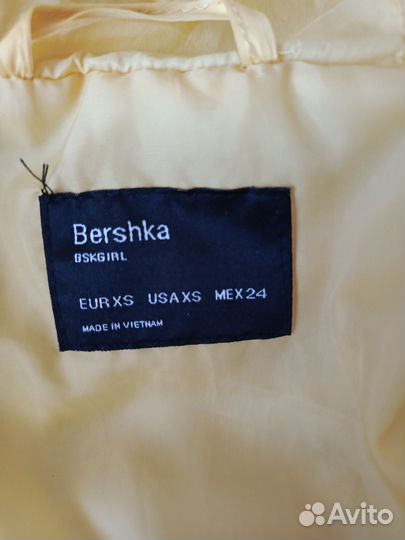 Bershka
BSKGIRL
EUR XS USA XS MEX 24
MADE IN VIETNAM
Avito